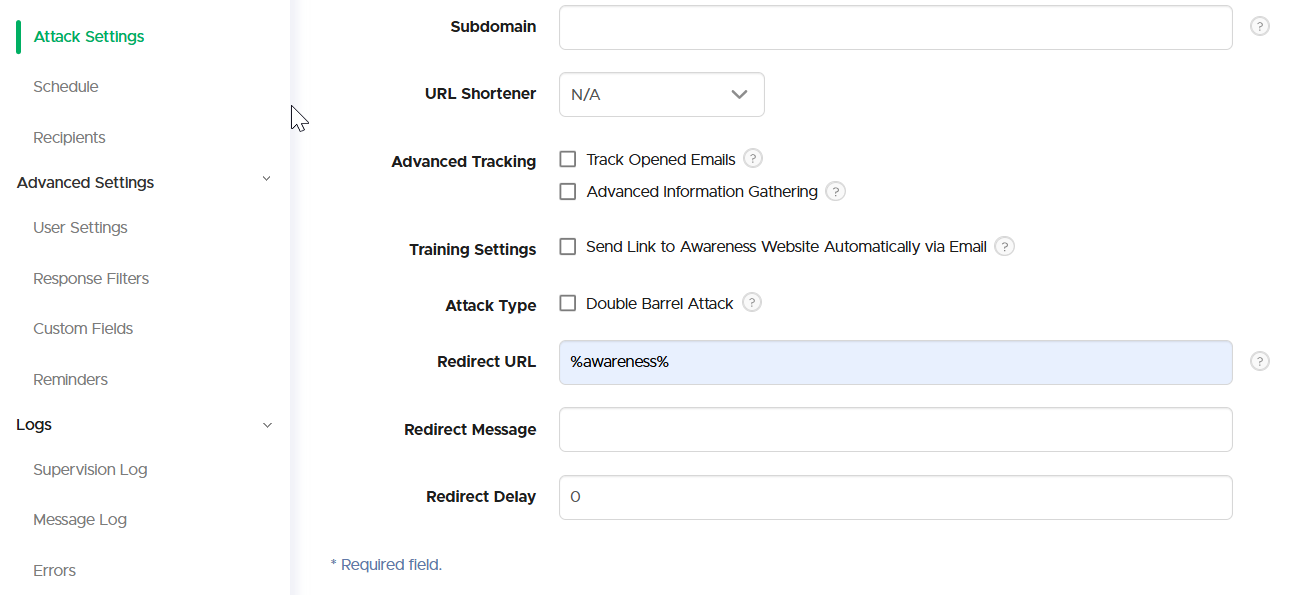 Attack Settings
Schedule
Recipients
Advanced Settings
User Settings
Response Filters
Custom Fields
Reminders
Logs
Supervision Log
Message Log
Errors
Subdomain ?
URL Shortener N/A
Advanced Tracking Track Opened Emails ?
Advanced Information Gathering ?
Training Settings Send Link to Awareness Website Automatically via Email ?
Attack Type Double Barrel Attack ?
Redirect URL %awareness% ?
Redirect Message
Redirect Delay 0
* Required field.